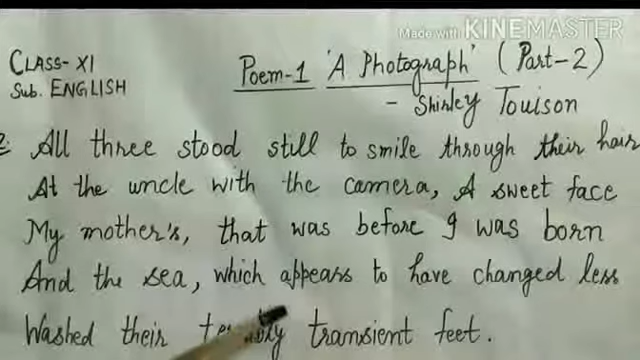 Made with KINEMASTER
CLASS-XI
Sub. ENGLISH
Poem-1 'A Photograph' (Part-2)
- Shirley Touison
All three stood still to smile through their hair
At the uncle with the camera, A sweet face
My mother's, that was before I was born
And the sea, which appears to have changed less
Washed their transient feet.